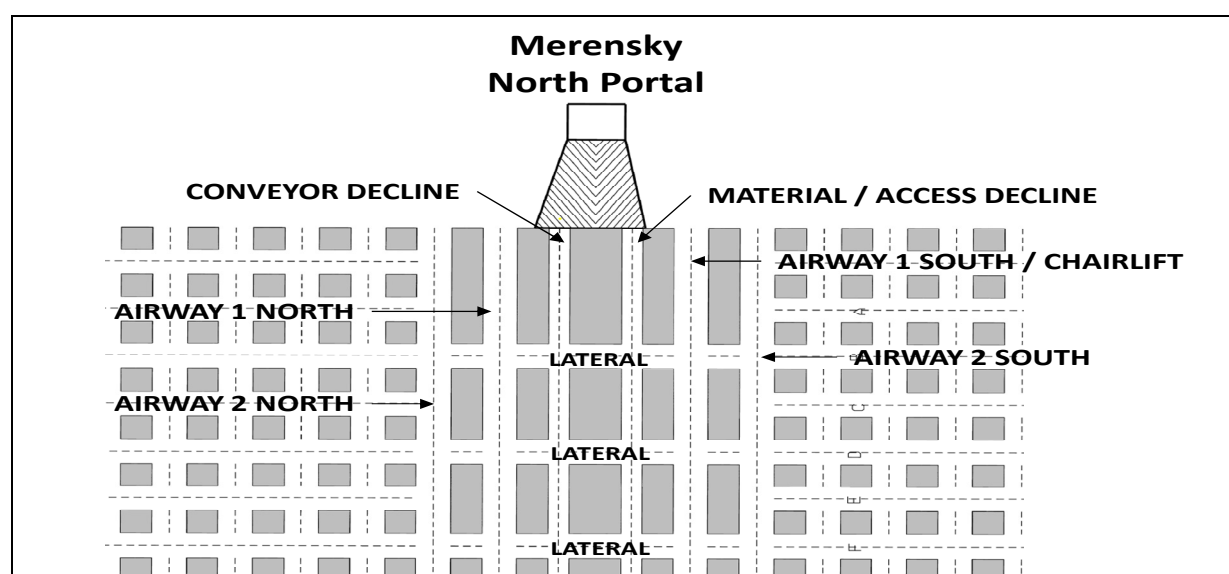 Merensky
North Portal
CONVEYOR DECLINE
MATERIAL / ACCESS DECLINE
AIRWAY 1 SOUTH / CHAIRLIFT
AIRWAY 1 NORTH
A
LATERAL
AIRWAY 2 SOUTH
AIRWAY 2 NORTH
C
LATERAL
D
E
LATERAL
F